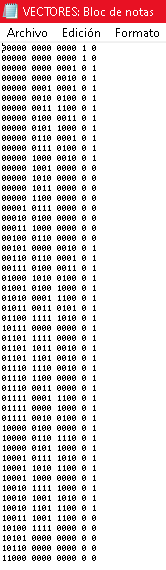 VECTORES: Bloc de notas
Archivo Edición Formato
00000 0000 0000 1 0
00000 0000 0000 1 0
00000 0000 0001 0 1
00000 0001 0010 0 1
00000 0001 0001 0 1
00000 0010 0100 0 1
00000 0011 1100 0 1
00000 0100 0011 0 1
00000 0101 1000 0 1
00000 0110 0001 0 1
00000 0111 0100 0 1
00000 1000 0010 0 1
00000 1001 0000 0 0
00000 1010 0000 0 0
00000 1011 0000 0 0
00000 1100 0000 0 0
00001 0111 0000 0 0
00010 0100 0000 0 0
00011 1000 0000 0 0
00100 0110 0000 0 0
00101 0000 0010 0 1
00110 0110 0001 0 1
00111 0100 0011 0 1
01000 1010 0100 0 1
01001 0100 1000 0 1
01010 0001 1100 0 1
01011 0011 0101 0 1
01100 1111 1010 0 1
10111 0000 0000 0 0
01101 1111 0000 0 1
01101 1011 0010 0 1
01101 1101 0010 0 1
01110 1110 0010 0 1
01110 1100 0000 0 1
01110 0011 0000 0 1
01111 0001 1000 0 1
01111 0000 1000 0 1
01111 0010 0100 0 1
10000 0100 0000 0 1
10000 0110 1110 0 1
10000 0001 0000 0 1
10001 0111 1010 0 1
10001 1010 1100 0 1
10001 1000 0000 0 1
10010 1111 1000 0 1
10010 1001 1010 0 1
10010 1101 1100 0 1
10011 1001 1100 0 1
10100 1111 0000 0 0
10101 0000 0000 0 0
10110 0000 0000 0 0
11000 0000 0000 0 0